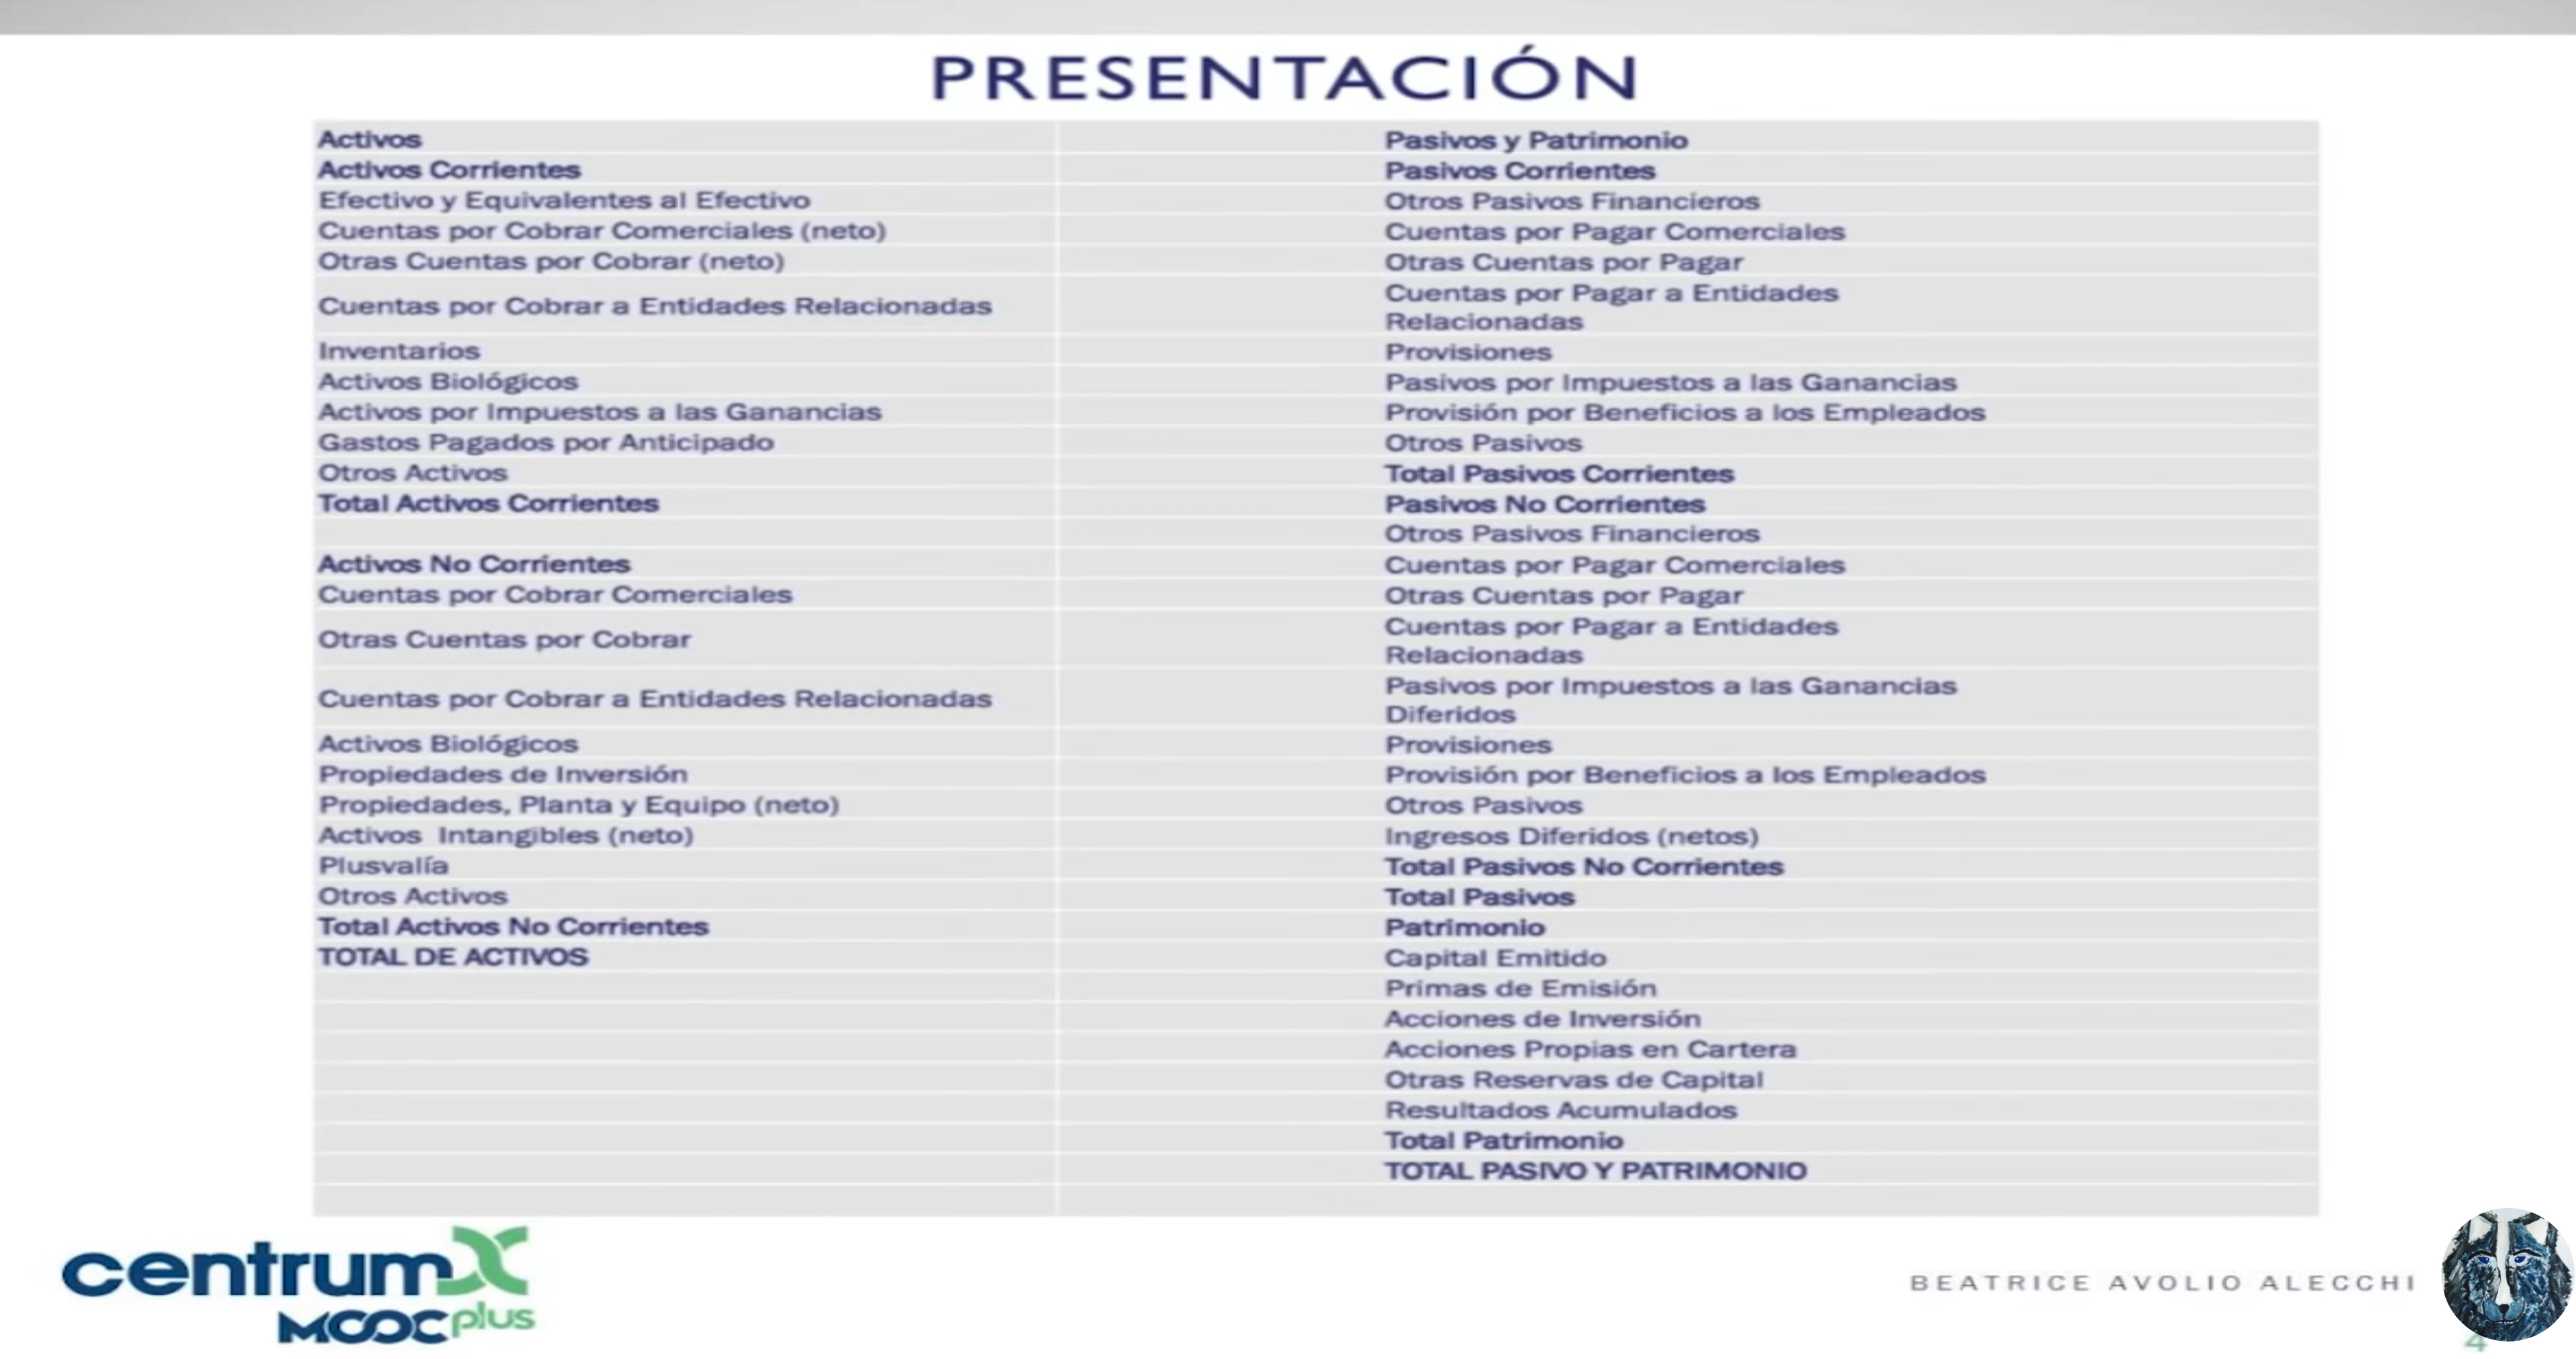 PRESENTACIÓN
Activos
Activos Corrientes
Efectivo y Equivalentes al Efectivo
Cuentas por Cobrar Comerciales (neto)
Otras Cuentas por Cobrar (neto)
Cuentas por Cobrar a Entidades Relacionadas
Inventarios
Activos Biológicos
Activos por Impuestos a las Ganancias
Gastos Pagados por Anticipado
Otros Activos
Total Activos Corrientes
Activos No Corrientes
Cuentas por Cobrar Comerciales
Otras Cuentas por Cobrar
Cuentas por Cobrar a Entidades Relacionadas
Activos Biológicos
Propiedades de Inversión
Propiedades, Planta y Equipo (neto)
Activos Intangibles (neto)
Plusvalía
Otros Activos
Total Activos No Corrientes
TOTAL DE ACTIVOS
Pasivos y Patrimonio
Pasivos Corrientes
Otros Pasivos Financieros
Cuentas por Pagar Comerciales
Otras Cuentas por Pagar
Cuentas por Pagar a Entidades
Relacionadas
Provisiones
Pasivos por Impuestos a las Ganancias
Provisión por Beneficios a los Empleados
Otros Pasivos
Total Pasivos Corrientes
Pasivos No Corrientes
Otros Pasivos Financieros
Cuentas por Pagar Comerciales
Otras Cuentas por Pagar
Cuentas por Pagar a Entidades
Relacionadas
Pasivos por Impuestos a las Ganancias
Diferidos
Provisiones
Provisión por Beneficios a los Empleados
Otros Pasivos
Ingresos Diferidos (netos)
Total Pasivos No Corrientes
Total Pasivos
Patrimonio
Capital Emitido
Primas de Emisión
Acciones de Inversión
Acciones Propias en Cartera
Otras Reservas de Capital
Resultados Acumulados
Total Patrimonio
TOTAL PASIVO Y PATRIMONIO
centrumX
MOOCplus
BEATRICE AVOLIO ALECCHI
4